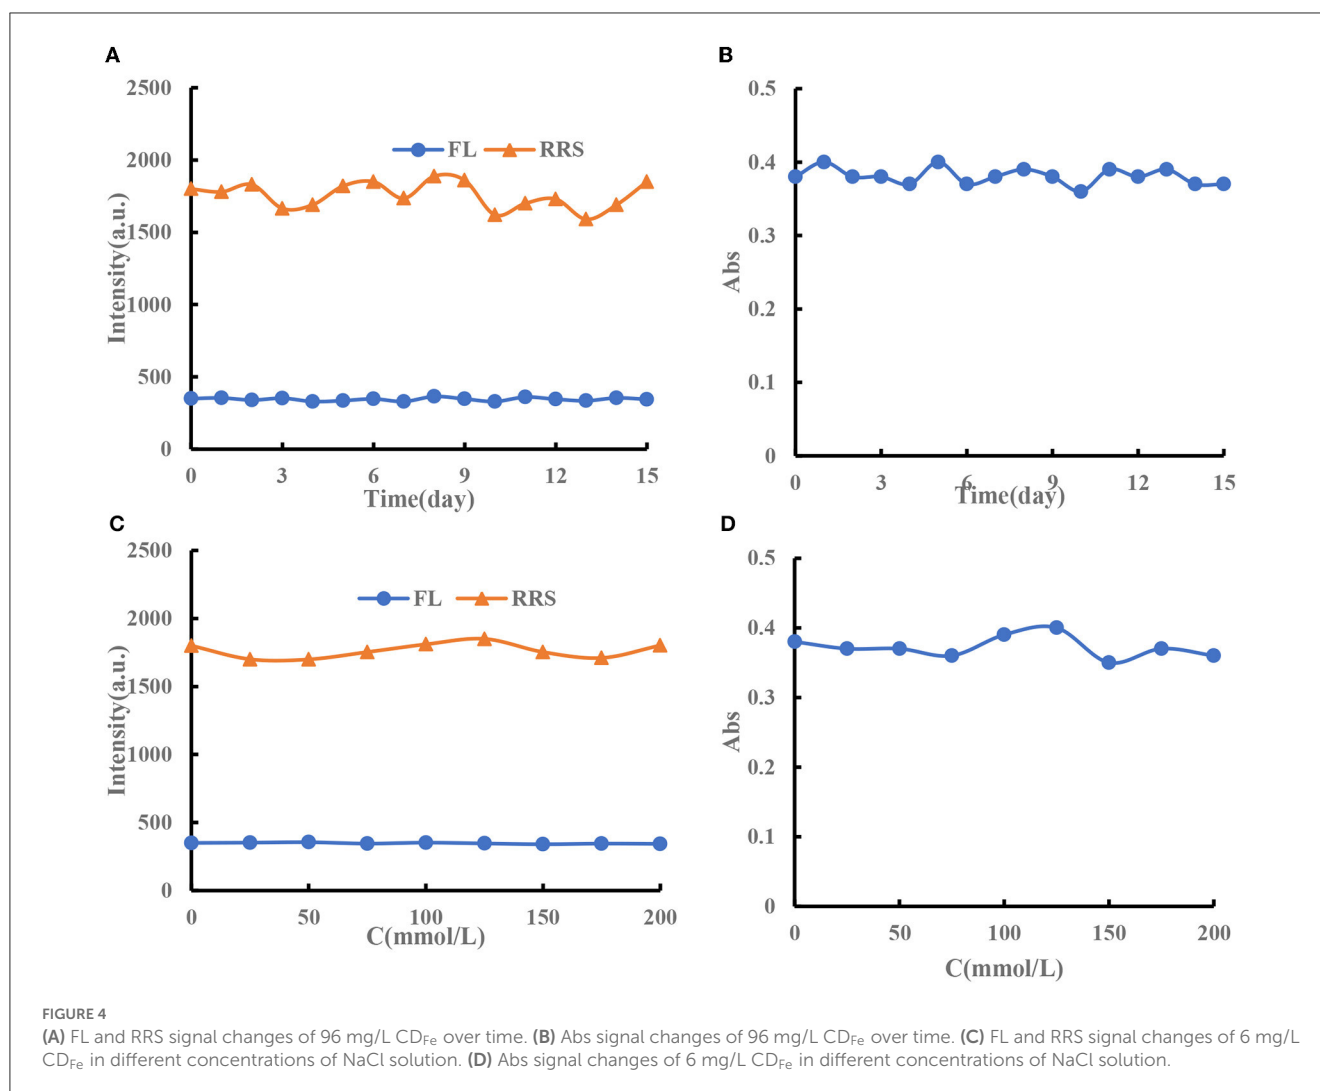 A
2500
2000
1500
1000
500
0
Intensity(a.u.)
FL RRS
0 3 6 9 12 15
Time(day)
B
0.5
0.4
0.3
0.2
0.1
0
Abs
0 3 6 9 12 15
Time(day)
C
2500
2000
1500
1000
500
0
Intensity(a.u.)
FL RRS
0 50 100 150 200
C(mmol/L)
D
0.5
0.4
0.3
0.2
0.1
0
Abs
0 50 100 150 200
C(mmol/L)
FIGURE 4
(A) FL and RRS signal changes of 96 mg/L CDFe over time. (B) Abs signal changes of 96 mg/L CDFe over time. (C) FL and RRS signal changes of 6 mg/L
CDFe in different concentrations of NaCl solution. (D) Abs signal changes of 6 mg/L CDFe in different concentrations of NaCl solution.